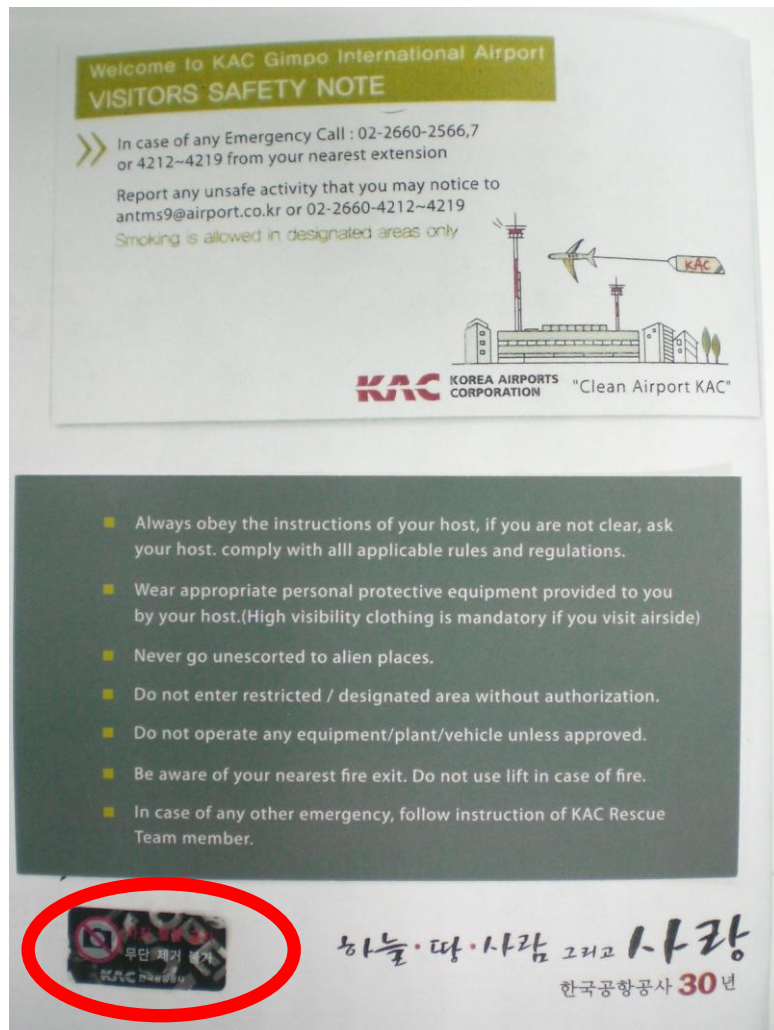 Welcome to KAC Gimpo International Airport
VISITORS SAFETY NOTE
In case of any Emergency Call : 02-2660-2566,7
or 4212~4219 from your nearest extension
Report any unsafe activity that you may notice to
antms9@airport.co.kr or 02-2660-4212~4219
Smoking is allowed in designated areas only
KAC
KAC KOREA AIRPORTS
CORPORATION
"Clean Airport KAC"
Always obey the instructions of your host, if you are not clear, ask
your host. comply with alll applicable rules and regulations.
Wear appropriate personal protective equipment provided to you
by your host.(High visibility clothing is mandatory if you visit airside)
Never go unescorted to alien places.
Do not enter restricted / designated area without authorization.
Do not operate any equipment/plant/vehicle unless approved.
Be aware of your nearest fire exit. Do not use lift in case of fire.
In case of any other emergency, follow instruction of KAC Rescue
Team member.
무단 제거 불가
KAC 한국공항공사
하늘·땅·사람 그리고 사랑
한국공항공사 30년